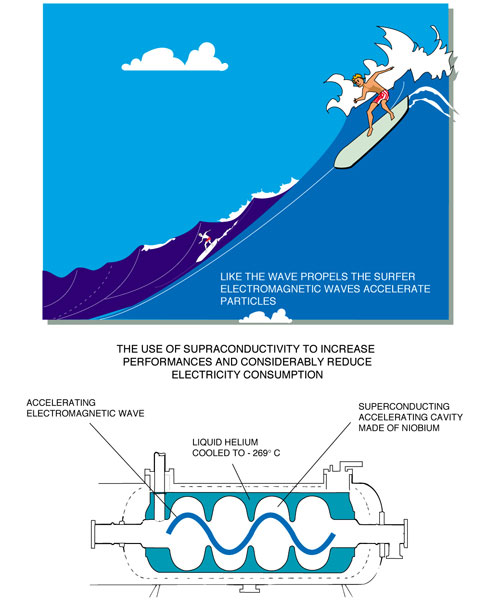 LIKE THE WAVE PROPELS THE SURFER
ELECTROMAGNETIC WAVES ACCELERATE
PARTICLES
THE USE OF SUPRACONDUCTIVITY TO INCREASE
PERFORMANCES AND CONSIDERABLY REDUCE
ELECTRICITY CONSUMPTION
ACCELERATING
ELECTROMAGNETIC WAVE
SUPERCONDUCTING
ACCELERATING CAVITY
MADE OF NIOBIUM
LIQUID HELIUM
COOLED TO - 269° C